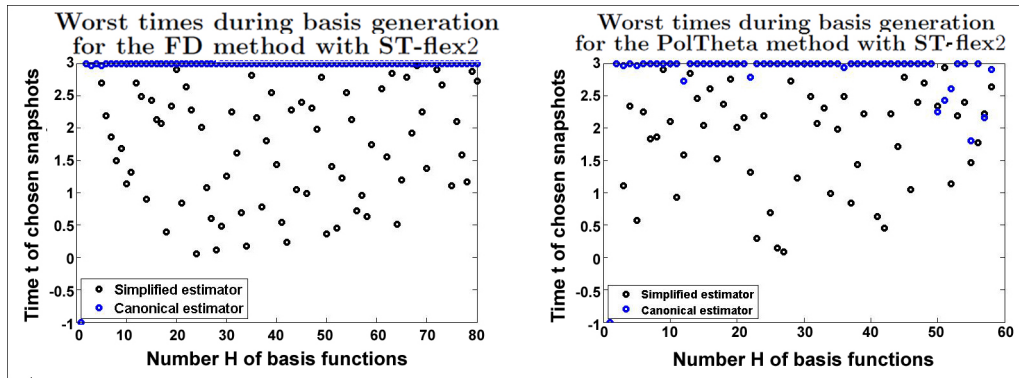 Worst times during basis generation
for the FD method with ST-flex2
Time t of chosen snapshots
3
2.5
2
1.5
1
0.5
0
-0.5
-1
Simplified estimator
Canonical estimator
0 10 20 30 40 50 60 70 80
Number H of basis functions
Worst times during basis generation
for the PolTheta method with ST-flex2
Time t of chosen snapshots
3
2.5
2
1.5
1
0.5
0
-0.5
-1
Simplified estimator
Canonical estimator
0 10 20 30 40 50 60
Number H of basis functions